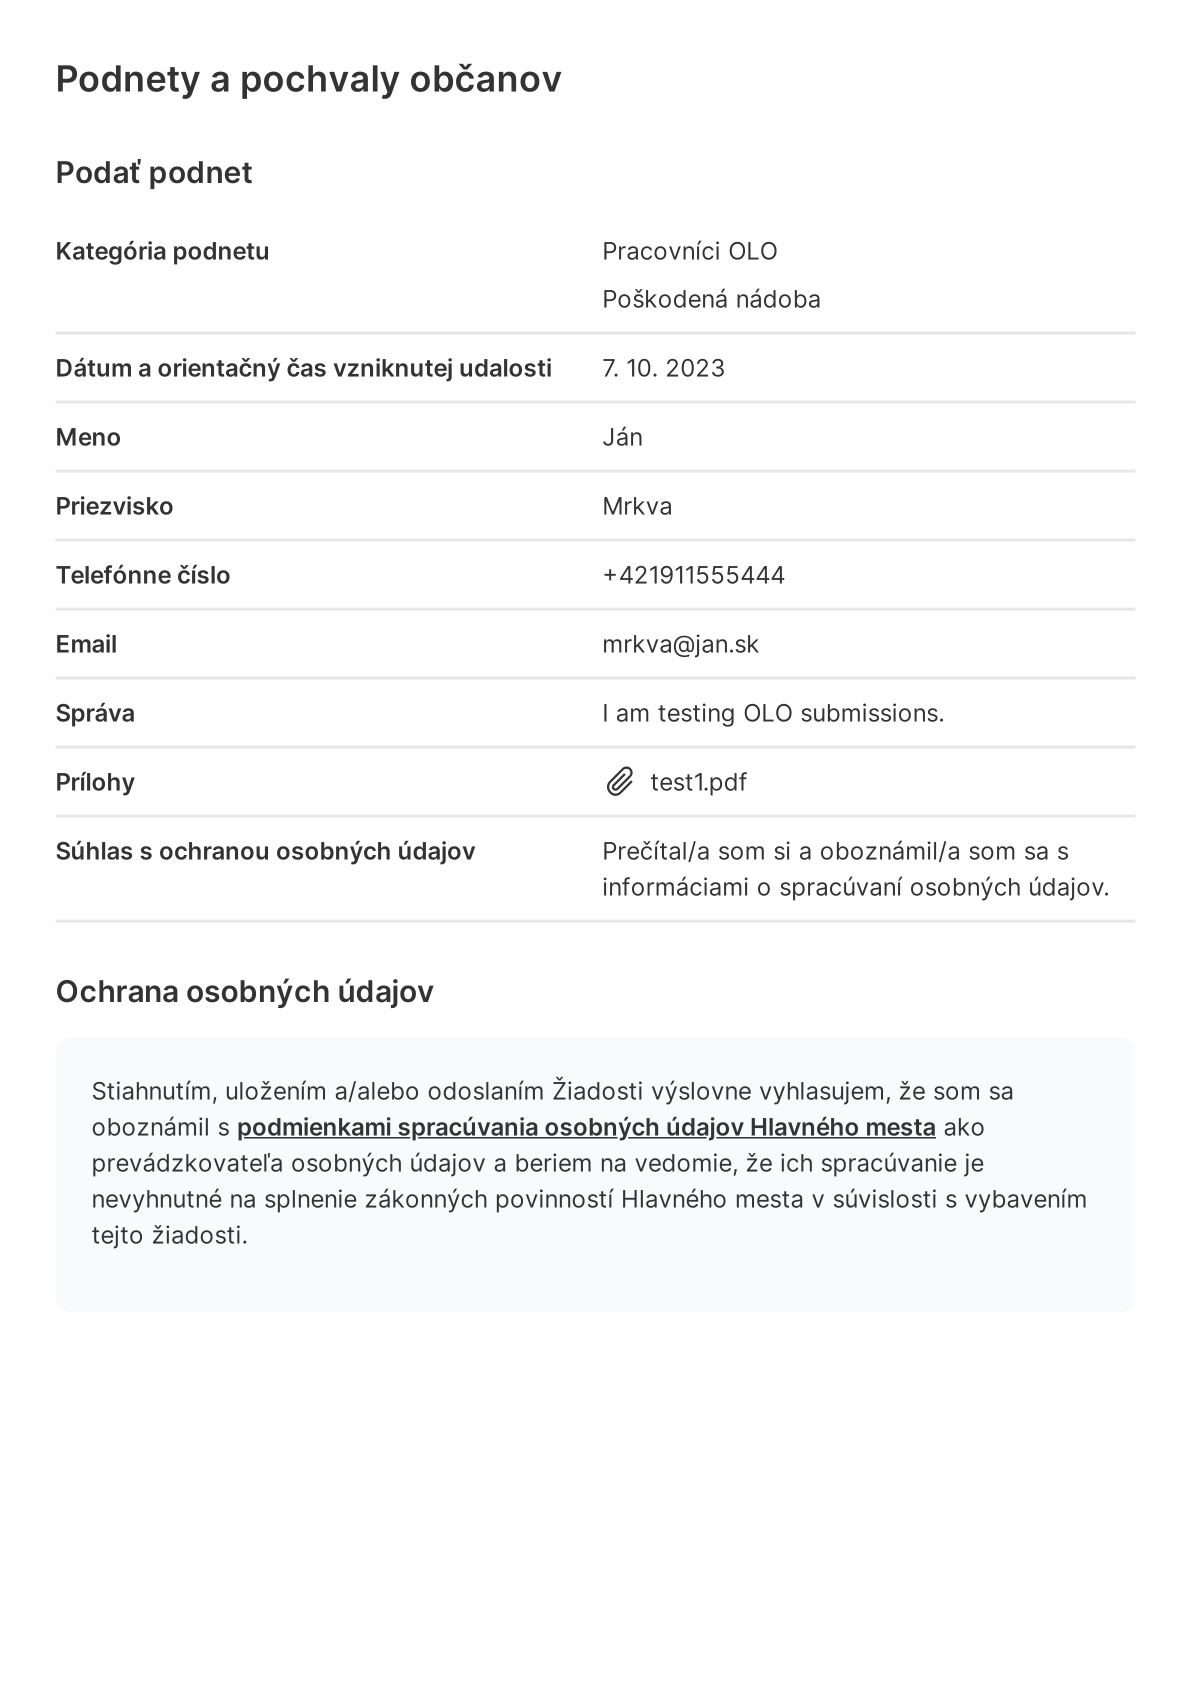 Podnety a pochvaly občanov
Podať podnet
Kategória podnetu
Pracovníci OLO
Poškodená nádoba
Dátum a orientačný čas vzniknutej udalosti
7. 10. 2023
Meno
Ján
Priezvisko
Mrkva
Telefónne číslo
+421911555444
Email
mrkva@jan.sk
Správa
I am testing OLO submissions.
Prílohy
test1.pdf
Súhlas s ochranou osobných údajov
Prečítal/a som si a oboznámil/a som sa s
informáciami o spracúvaní osobných údajov.
Ochrana osobných údajov
Stiahnutím, uložením a/alebo odoslaním Žiadosti výslovne vyhlasujem, že som sa
oboznámil s podmienkami spracúvania osobných údajov Hlavného mesta ako
prevádzkovateľa osobných údajov a beriem na vedomie, že ich spracúvanie je
nevyhnutné na splnenie zákonných povinností Hlavného mesta v súvislosti s vybavením
tejto žiadosti.